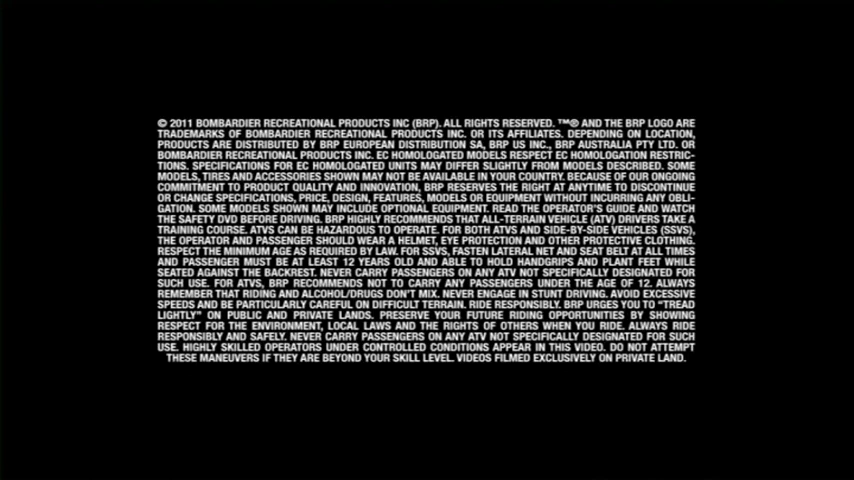 © 2011 BOMBARDIER RECREATIONAL PRODUCTS INC (BRP). ALL RIGHTS RESERVED. ™® AND THE BRP LOGO ARE
TRADEMARKS OF BOMBARDIER RECREATIONAL PRODUCTS INC. OR ITS AFFILIATES. DEPENDING ON LOCATION,
PRODUCTS ARE DISTRIBUTED BY BRP EUROPEAN DISTRIBUTION SA, BRP US INC., BRP AUSTRALIA PTY LTD. OR
BOMBARDIER RECREATIONAL PRODUCTS INC. EC HOMOLOGATED MODELS RESPECT EC HOMOLOGATION RESTRIC-
TIONS. SPECIFICATIONS FOR EC HOMOLOGATED UNITS MAY DIFFER SLIGHTLY FROM MODELS DESCRIBED. SOME
MODELS, TIRES AND ACCESSORIES SHOWN MAY NOT BE AVAILABLE IN YOUR COUNTRY. BECAUSE OF OUR ONGOING
COMMITMENT TO PRODUCT QUALITY AND INNOVATION, BRP RESERVES THE RIGHT AT ANYTIME TO DISCONTINUE
OR CHANGE SPECIFICATIONS, PRICE, DESIGN, FEATURES, MODELS OR EQUIPMENT WITHOUT INCURRING ANY OBLI-
GATION. SOME MODELS SHOWN MAY INCLUDE OPTIONAL EQUIPMENT. READ THE OPERATOR'S GUIDE AND WATCH
THE SAFETY DVD BEFORE DRIVING. BRP HIGHLY RECOMMENDS THAT ALL-TERRAIN VEHICLE (ATV) DRIVERS TAKE A
TRAINING COURSE. ATVS CAN BE HAZARDOUS TO OPERATE. FOR BOTH ATVS AND SIDE-BY-SIDE VEHICLES (SSVS),
THE OPERATOR AND PASSENGER SHOULD WEAR A HELMET, EYE PROTECTION AND OTHER PROTECTIVE CLOTHING.
RESPECT THE MINIMUM AGE AS REQUIRED BY LAW. FOR SSVS, FASTEN LATERAL NET AND SEAT BELT AT ALL TIMES
AND PASSENGER MUST BE AT LEAST 12 YEARS OLD AND ABLE TO HOLD HANDGRIPS AND PLANT FEET WHILE
SEATED AGAINST THE BACKREST. NEVER CARRY PASSENGERS ON ANY ATV NOT SPECIFICALLY DESIGNATED FOR
SUCH USE. FOR ATVS, BRP RECOMMENDS NOT TO CARRY ANY PASSENGERS UNDER THE AGE OF 12. ALWAYS
REMEMBER THAT RIDING AND ALCOHOL/DRUGS DON'T MIX. NEVER ENGAGE IN STUNT DRIVING. AVOID EXCESSIVE
SPEEDS AND BE PARTICULARLY CAREFUL ON DIFFICULT TERRAIN. RIDE RESPONSIBLY. BRP URGES YOU TO "TREAD
LIGHTLY" ON PUBLIC AND PRIVATE LANDS. PRESERVE YOUR FUTURE RIDING OPPORTUNITIES BY SHOWING
RESPECT FOR THE ENVIRONMENT, LOCAL LAWS AND THE RIGHTS OF OTHERS WHEN YOU RIDE. ALWAYS RIDE
RESPONSIBLY AND SAFELY. NEVER CARRY PASSENGERS ON ANY ATV NOT SPECIFICALLY DESIGNATED FOR SUCH
USE. HIGHLY SKILLED OPERATORS UNDER CONTROLLED CONDITIONS APPEAR IN THIS VIDEO. DO NOT ATTEMPT
THESE MANEUVERS IF THEY ARE BEYOND YOUR SKILL LEVEL. VIDEOS FILMED EXCLUSIVELY ON PRIVATE LAND.